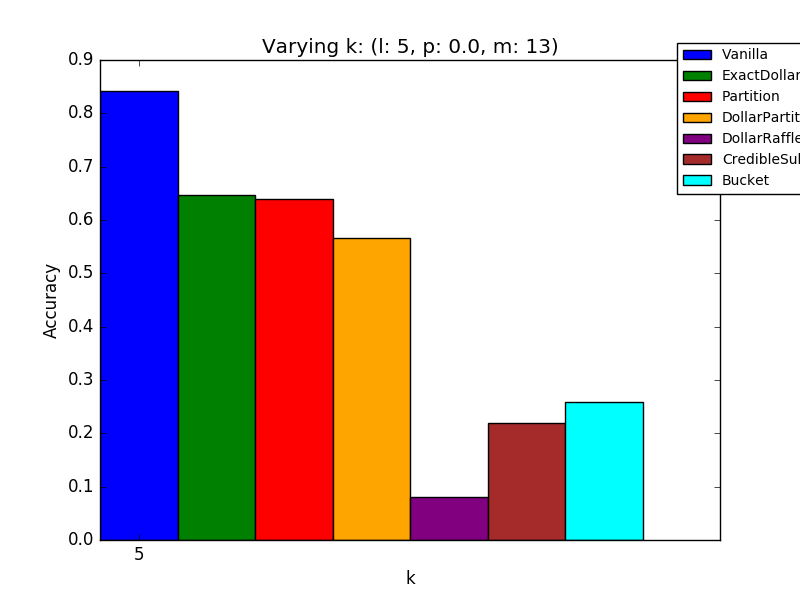 Varying k: (l: 5, p: 0.0, m: 13)
Vanilla
ExactDollar
Partition
DollarPartit
DollarRaffle
CredibleSu
Bucket
0.9
0.8
0.7
0.6
0.5
0.4
0.3
0.2
0.1
0.0
Accuracy
5
k